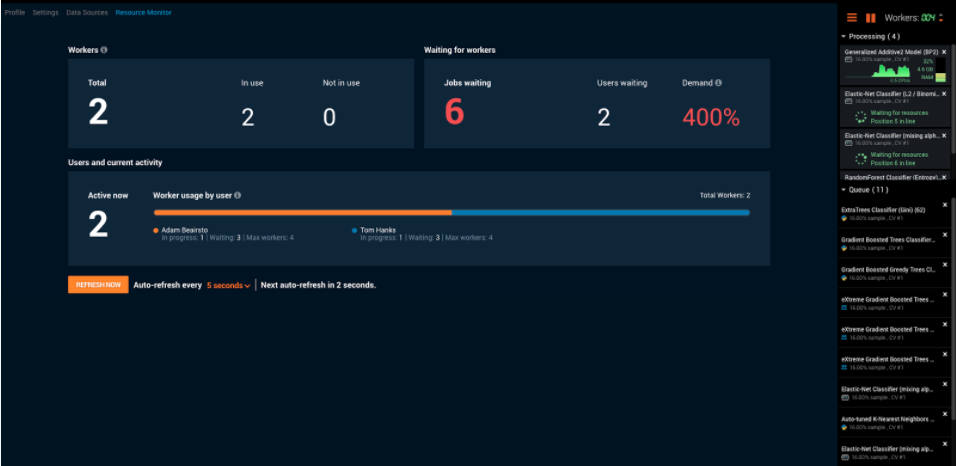 Profile Settings Data Sources Resource Monitor
Workers
Total
In use
Not in use
2
2
0
Waiting for workers
Jobs waiting
Users waiting
Demand
6
2
400%
Users and current activity
Active now
2
Worker usage by user
Total Workers: 2
Adam Beairsto
In progress: 1 | Waiting: 3 | Max workers: 4
Tom Hanks
In progress: 1 | Waiting: 3 | Max workers: 4
REFRESH NOW
Auto-refresh every 5 seconds
Next auto-refresh in 2 seconds.
Workers: 004
Processing ( 4 )
Generalized Additive2 Model (BP2)
16.00% sample , CV #1
32%
4.6 GB
RAM
Elastic-Net Classifier (L2 / Binomi...
16.00% sample , CV #1
Waiting for resources
Position 5 in line
Elastic-Net Classifier (mixing alph...
16.00% sample , CV #1
Waiting for resources
Position 6 in line
RandomForest Classifier (Entropy)...
Queue ( 11 )
ExtraTrees Classifier (Gini) (62)
16.00% sample , CV #1
Gradient Boosted Trees Classifier...
16.00% sample , CV #1
Gradient Boosted Greedy Trees Cl...
16.00% sample , CV #1
eXtreme Gradient Boosted Trees ...
16.00% sample , CV #1
eXtreme Gradient Boosted Trees ...
16.00% sample , CV #1
eXtreme Gradient Boosted Trees ...
16.00% sample , CV #1
Elastic-Net Classifier (mixing alp...
16.00% sample , CV #1
Auto-tuned K-Nearest Neighbors ...
16.00% sample , CV #1
Elastic-Net Classifier (mixing alp...
16.00% sample , CV #1